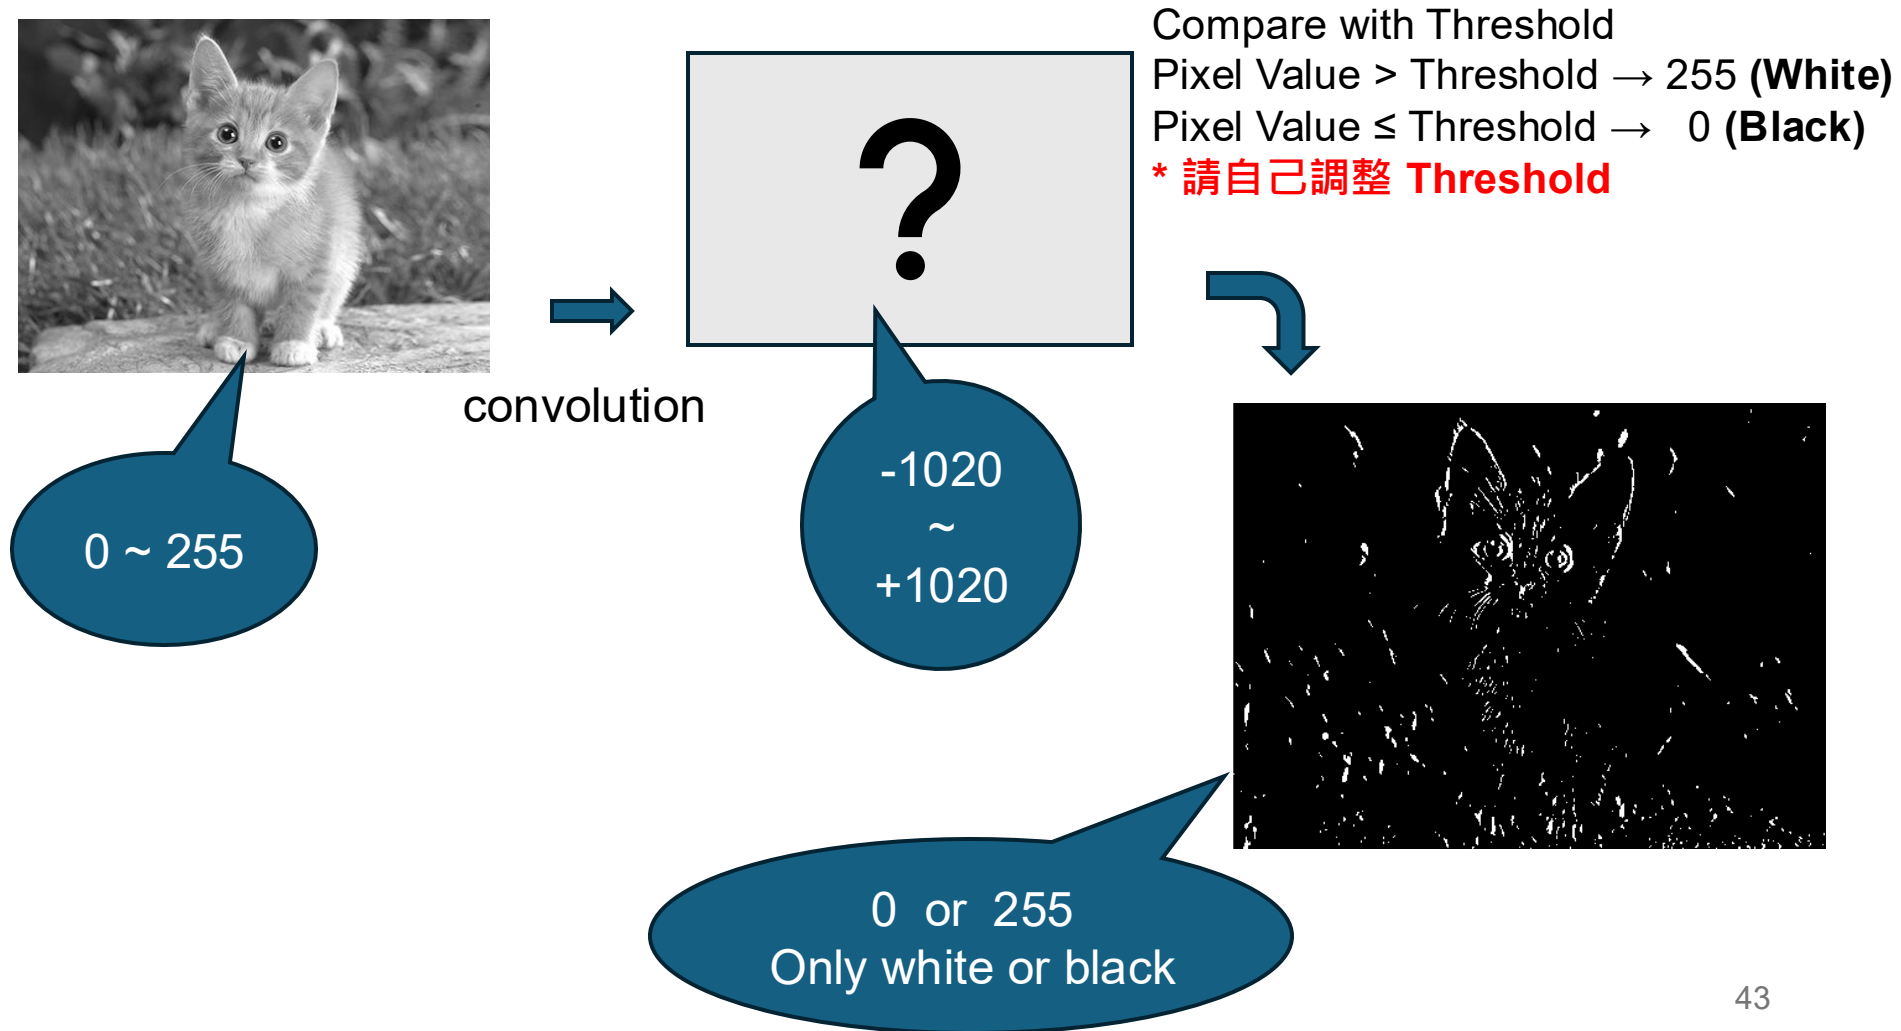 Compare with Threshold
Pixel Value > Threshold → 255 (White)
Pixel Value ≤ Threshold → 0 (Black)
* 請自己調整 Threshold
?
convolution
0 ~ 255
-1020
~
+1020
0 or 255
Only white or black
43